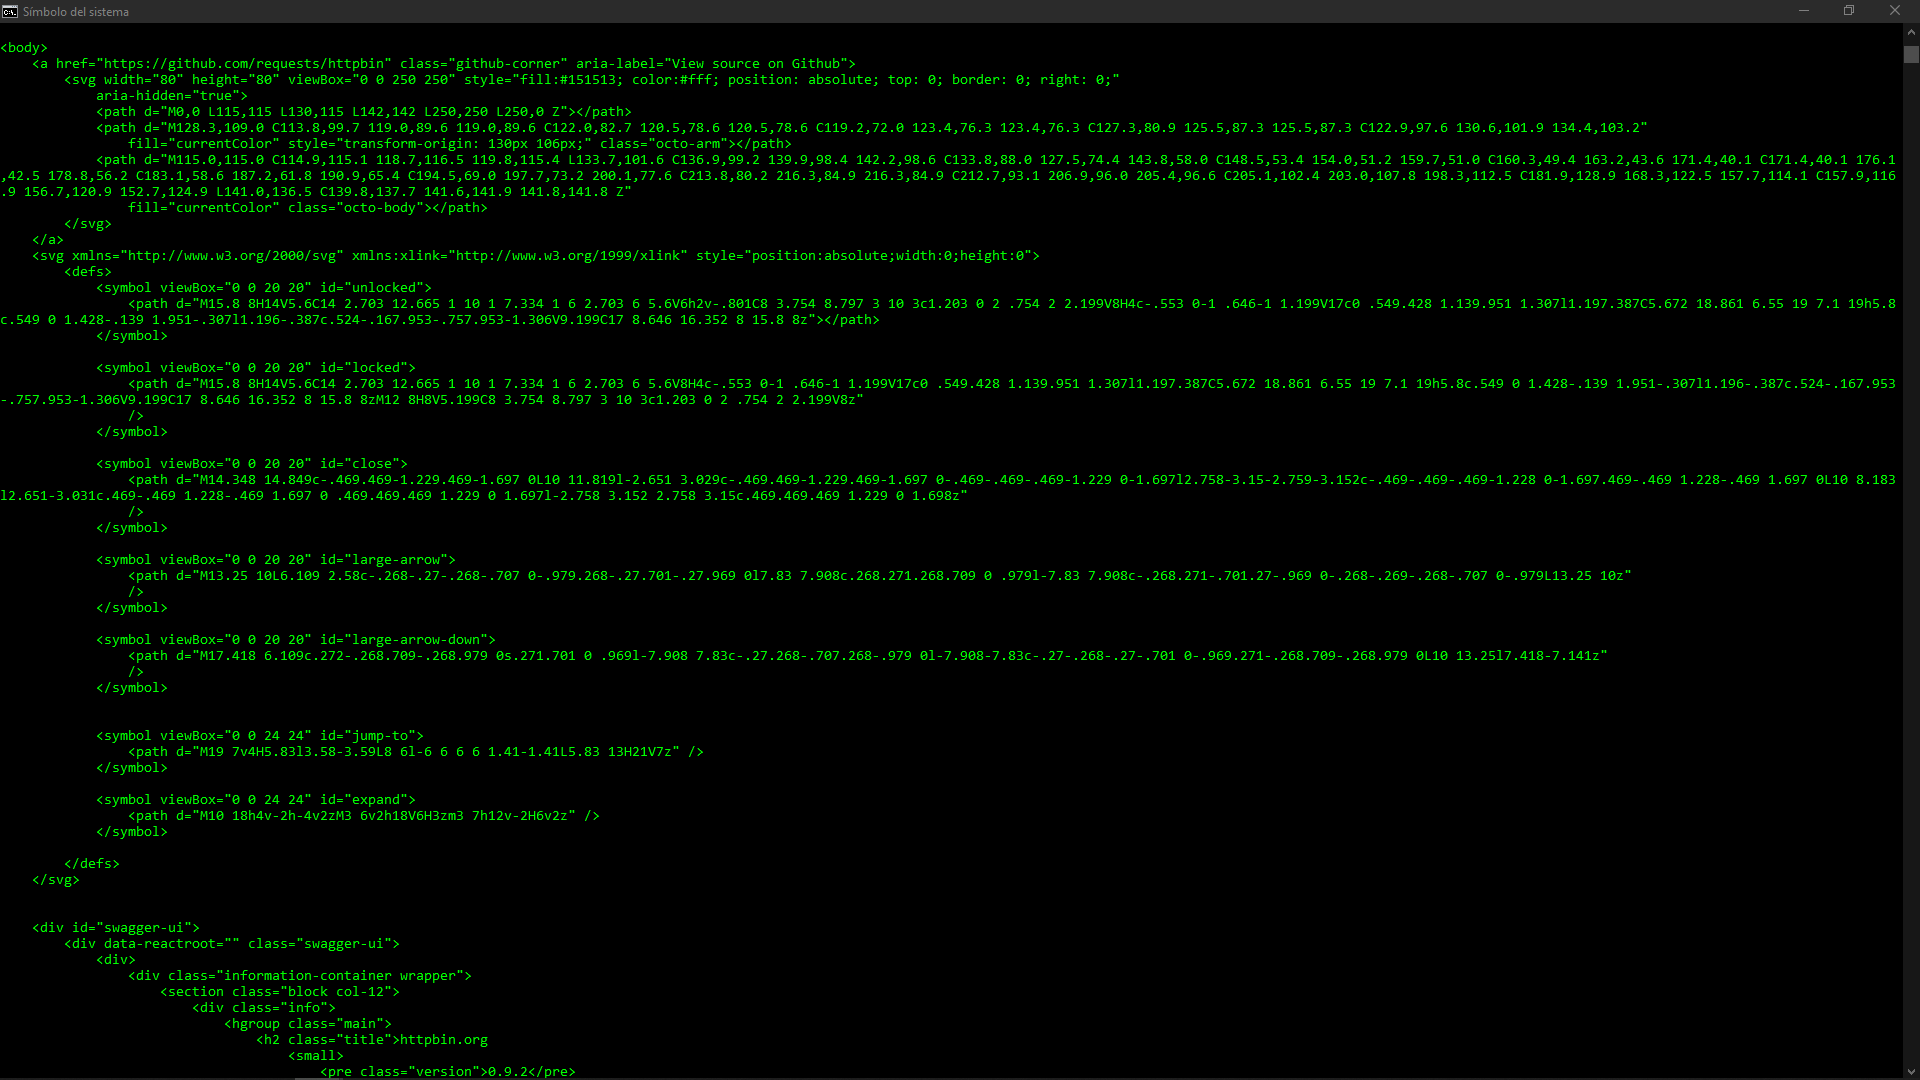 Símbolo del sistema
<body>
<a href="https://github.com/requests/httpbin" class="github-corner" aria-label="View source on Github">
<svg width="80" height="80" viewBox="0 0 250 250" style="fill:#151513; color:#fff; position: absolute; top: 0; border: 0; right: 0;"
aria-hidden="true">
<path d="M0,0 L115,115 L130,115 L142,142 L250,250 L250,0 Z"></path>
<path d="M128.3,109.0 C113.8,99.7 119.0,89.6 119.0,89.6 C122.0,82.7 120.5,78.6 120.5,78.6 C119.2,72.0 123.4,76.3 123.4,76.3 C127.3,80.9 125.5,87.3 125.5,87.3 C122.9,97.6 130.6,101.9 134.4,103.2"
fill="currentColor" style="transform-origin: 130px 106px;" class="octo-arm"></path>
<path d="M115.0,115.0 C114.9,115.1 118.7,116.5 119.8,115.4 L133.7,101.6 C136.9,99.2 139.9,98.4 142.2,98.6 C133.8,88.0 127.5,74.4 143.8,58.0 C148.5,53.4 154.0,51.2 159.7,51.0 C160.3,49.4 163.2,43.6 171.4,40.1 C171.4,40.1 176.1
,42.5 178.8,56.2 C183.1,58.6 187.2,61.8 190.9,65.4 C194.5,69.0 197.7,73.2 200.1,77.6 C213.8,80.2 216.3,84.9 216.3,84.9 C212.7,93.1 206.9,96.0 205.4,96.6 C205.1,102.4 203.0,107.8 198.3,112.5 C181.9,128.9 168.3,122.5 157.7,114.1 C157.9,116
.9 156.7,120.9 152.7,124.9 L141.0,136.5 C139.8,137.7 141.6,141.9 141.8,141.8 Z"
fill="currentColor" class="octo-body"></path>
</svg>
</a>
<svg xmlns="http://www.w3.org/2000/svg" xmlns:xlink="http://www.w3.org/1999/xlink" style="position:absolute;width:0;height:0">
<defs>
<symbol viewBox="0 0 20 20" id="unlocked">
<path d="M15.8 8H14V5.6C14 2.703 12.665 1 10 1 7.334 1 6 2.703 6 5.6V6h2v-.801C8 3.754 8.797 3 10 3c1.203 0 2 .754 2 2.199V8H4c-.553 0-1 .646-1 1.199V17c0 .549.428 1.139.951 1.307l1.197.387C5.672 18.861 6.55 19 7.1 19h5.8
c.549 0 1.428-.139 1.951-.307l1.196-.387c.524-.167.953-.757.953-1.306V9.199C17 8.646 16.352 8 15.8 8z"></path>
</symbol>
<symbol viewBox="0 0 20 20" id="locked">
<path d="M15.8 8H14V5.6C14 2.703 12.665 1 10 1 7.334 1 6 2.703 6 5.6V8H4c-.553 0-1 .646-1 1.199V17c0 .549.428 1.139.951 1.307l1.197.387C5.672 18.861 6.55 19 7.1 19h5.8c.549 0 1.428-.139 1.951-.307l1.196-.387c.524-.167.953
-.757.953-1.306V9.199C17 8.646 16.352 8 15.8 8zM12 8H8V5.199C8 3.754 8.797 3 10 3c1.203 0 2 .754 2 2.199V8z"
/>
</symbol>
<symbol viewBox="0 0 20 20" id="close">
<path d="M14.348 14.849c-.469.469-1.229.469-1.697 0L10 11.819l-2.651 3.029c-.469.469-1.229.469-1.697 0-.469-.469-.469-1.229 0-1.697l2.758-3.15-2.759-3.152c-.469-.469-.469-1.228 0-1.697.469-.469 1.228-.469 1.697 0L10 8.183
l2.651-3.031c.469-.469 1.228-.469 1.697 0 .469.469.469 1.229 0 1.697l-2.758 3.152 2.758 3.15c.469.469.469 1.229 0 1.698z"
/>
</symbol>
<symbol viewBox="0 0 20 20" id="large-arrow">
<path d="M13.25 10L6.109 2.58c-.268-.27-.268-.707 0-.979.268-.27.701-.27.969 0l7.83 7.908c.268.271.268.709 0 .979l-7.83 7.908c-.268.271-.701.27-.969 0-.268-.269-.268-.707 0-.979L13.25 10z"
/>
</symbol>
<symbol viewBox="0 0 20 20" id="large-arrow-down">
<path d="M17.418 6.109c.272-.268.709-.268.979 0s.271.701 0 .969l-7.908 7.83c-.27.268-.707.268-.979 0l-7.908-7.83c-.27-.268-.27-.701 0-.969.271-.268.709-.268.979 0L10 13.25l7.418-7.141z"
/>
</symbol>
<symbol viewBox="0 0 24 24" id="jump-to">
<path d="M19 7v4H5.83l3.58-3.59L8 6l-6 6 6 6 1.41-1.41L5.83 13H21V7z" />
</symbol>
<symbol viewBox="0 0 24 24" id="expand">
<path d="M10 18h4v-2h-4v2zM3 6v2h18V6H3zm3 7h12v-2H6v2z" />
</symbol>
</defs>
</svg>
<div id="swagger-ui">
<div data-reactroot="" class="swagger-ui">
<div>
<div class="information-container wrapper">
<section class="block col-12">
<div class="info">
<hgroup class="main">
<h2 class="title">httpbin.org
<small>
<pre class="version">0.9.2</pre>